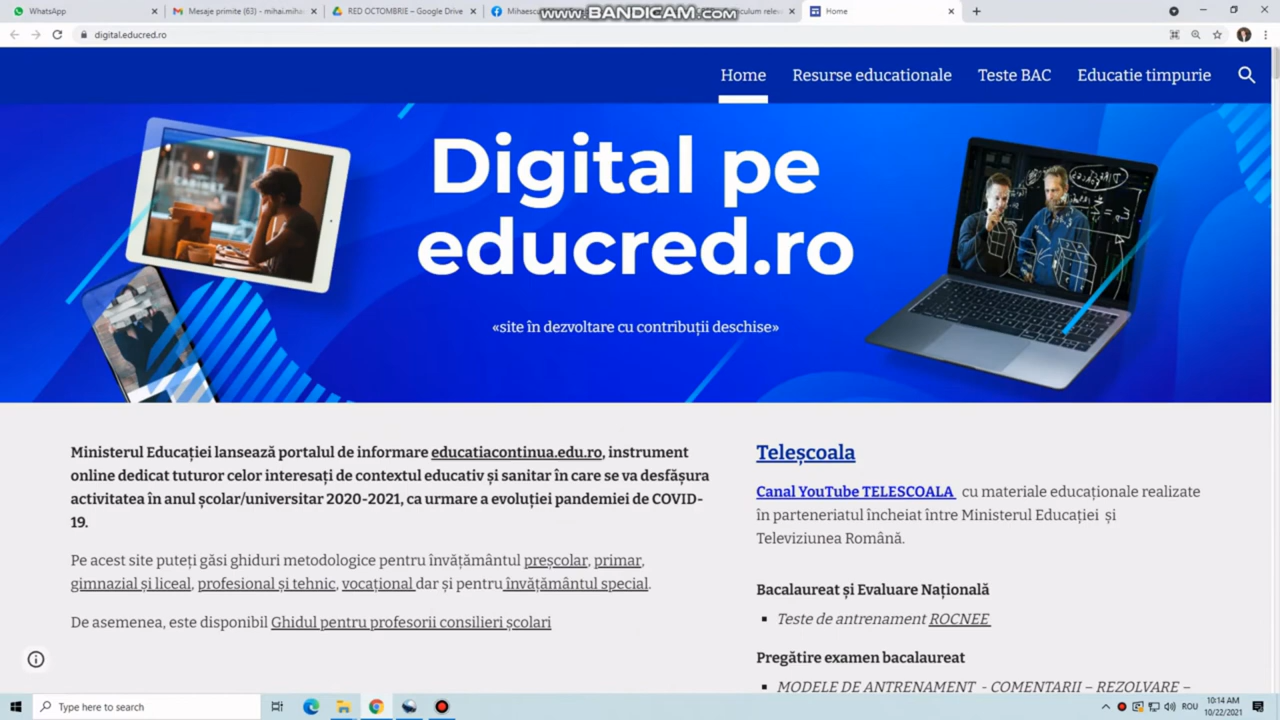 WhatsApp
Mesaje primite (63) – mihai.miha
RED OCTOMBRIE – Google Drive
Mihaesc
www.BANDICAM.com
riculum relev
Home
digital.educred.ro
Home
Resurse educationale
Teste BAC
Educatie timpurie
Digital pe
educred.ro
«site în dezvoltare cu contribuții deschise»
Ministerul Educației lansează portalul de informare educatiacontinua.edu.ro, instrument
online dedicat tuturor celor interesați de contextul educativ și sanitar în care se va desfășura
activitatea în anul școlar/universitar 2020-2021, ca urmare a evoluției pandemiei de COVID-
19.
Pe acest site puteți găsi ghiduri metodologice pentru învățământul preșcolar, primar,
gimnazial și liceal, profesional și tehnic, vocațional dar și pentru învățământul special.
De asemenea, este disponibil Ghidul pentru profesorii consilieri școlari
Teleșcoala
Canal YouTube TELESCOALA cu materiale educaționale realizate
în parteneriatul încheiat între Ministerul Educației și
Televiziunea Română.
Bacalaureat și Evaluare Națională
▪ Teste de antrenament ROCNEE
Pregătire examen bacalaureat
▪ MODELE DE ANTRENAMENT - COMENTARII – REZOLVARE –
Type here to search
ROU
10:14 AM
10/22/2021